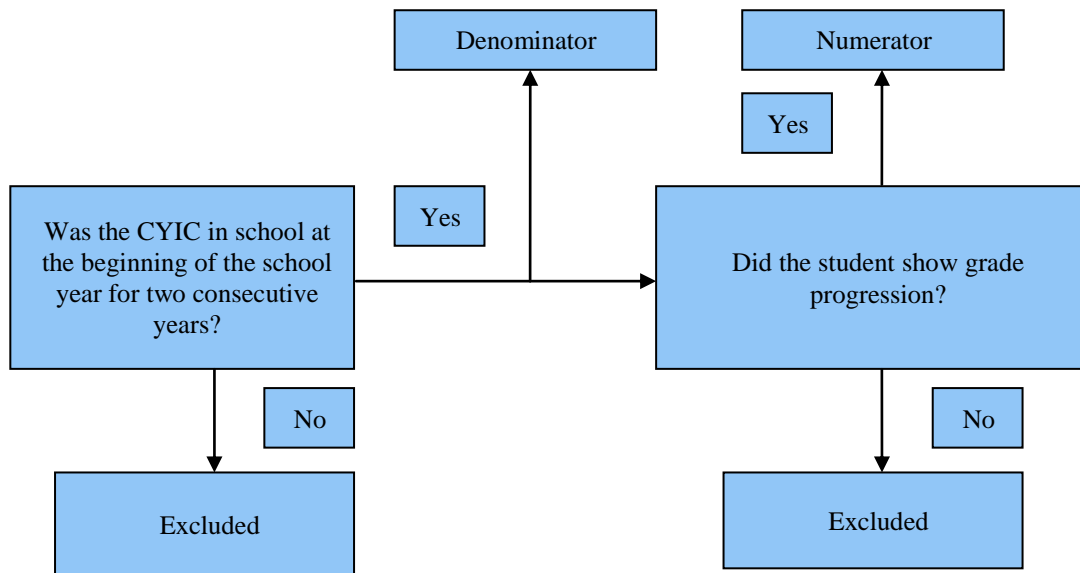 Denominator
Numerator
Yes
Yes
Was the CYIC in school at
the beginning of the school
year for two consecutive
years?
Did the student show grade
progression?
No
No
Excluded
Excluded